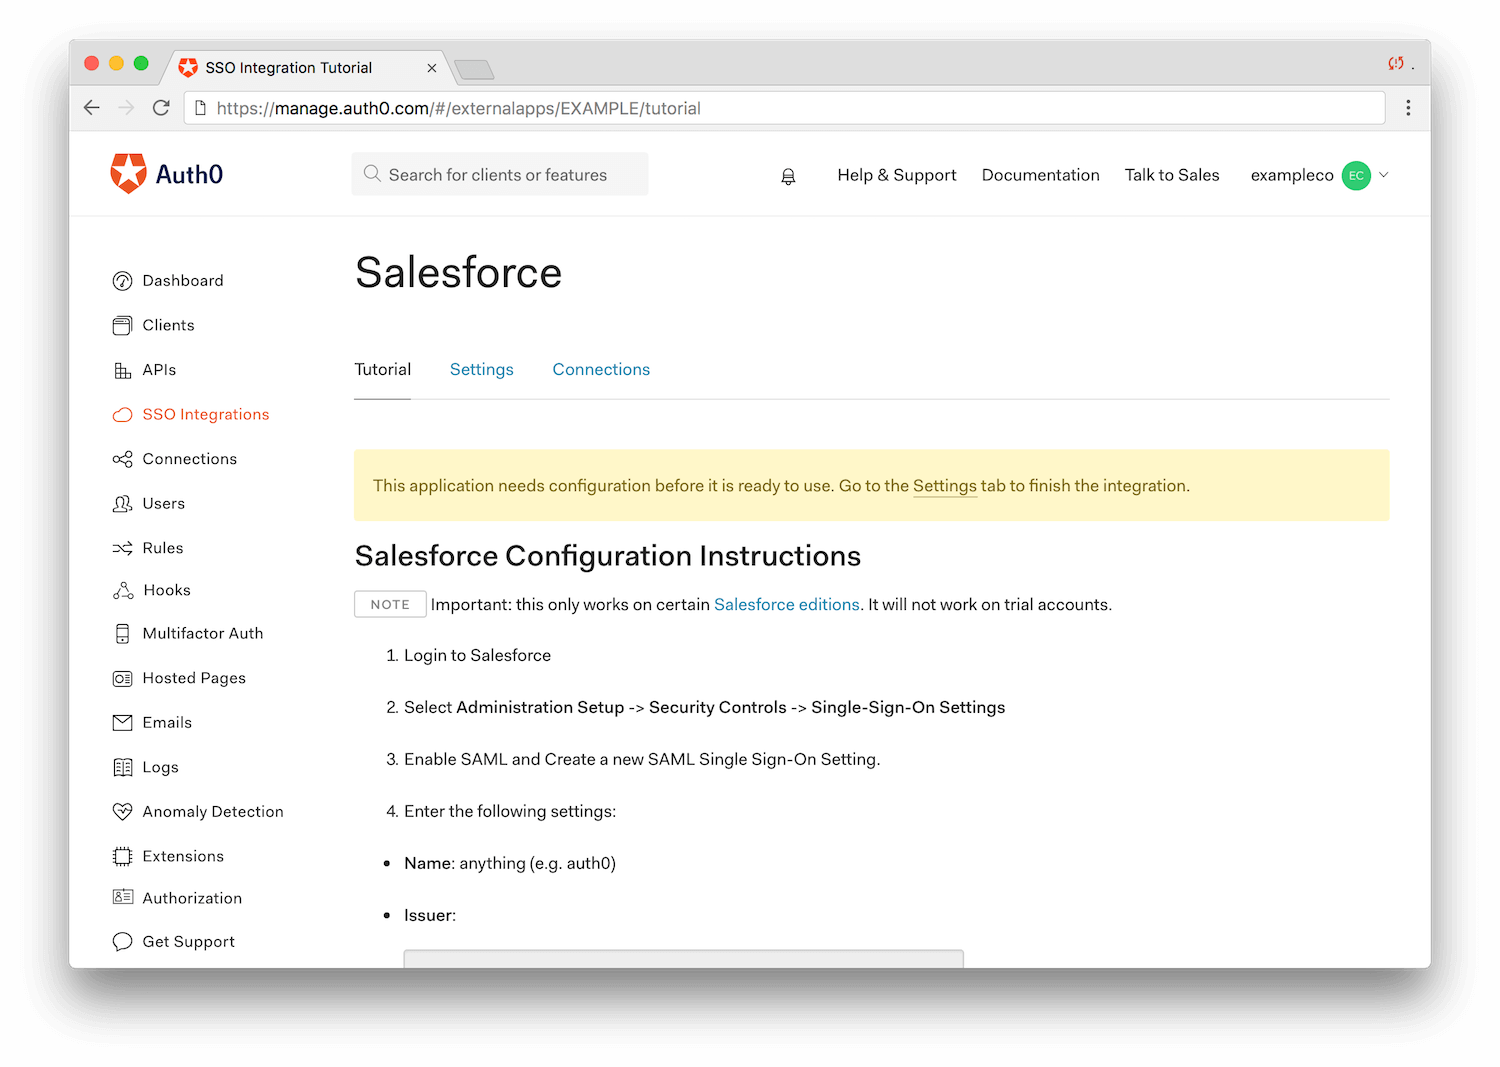 SSO Integration Tutorial
https://manage.auth0.com/#/externalapps/EXAMPLE/tutorial
Auth0
Search for clients or features
Help & Support
Documentation
Talk to Sales
exampleco
EC
Dashboard
Clients
APIs
SSO Integrations
Connections
Users
Rules
Hooks
Multifactor Auth
Hosted Pages
Emails
Logs
Anomaly Detection
Extensions
Authorization
Get Support
Salesforce
Tutorial
Settings
Connections
This application needs configuration before it is ready to use. Go to the Settings tab to finish the integration.
Salesforce Configuration Instructions
NOTE Important: this only works on certain Salesforce editions. It will not work on trial accounts.
1. Login to Salesforce
2. Select Administration Setup -> Security Controls -> Single-Sign-On Settings
3. Enable SAML and Create a new SAML Single Sign-On Setting.
4. Enter the following settings:
• Name: anything (e.g. auth0)
• Issuer: